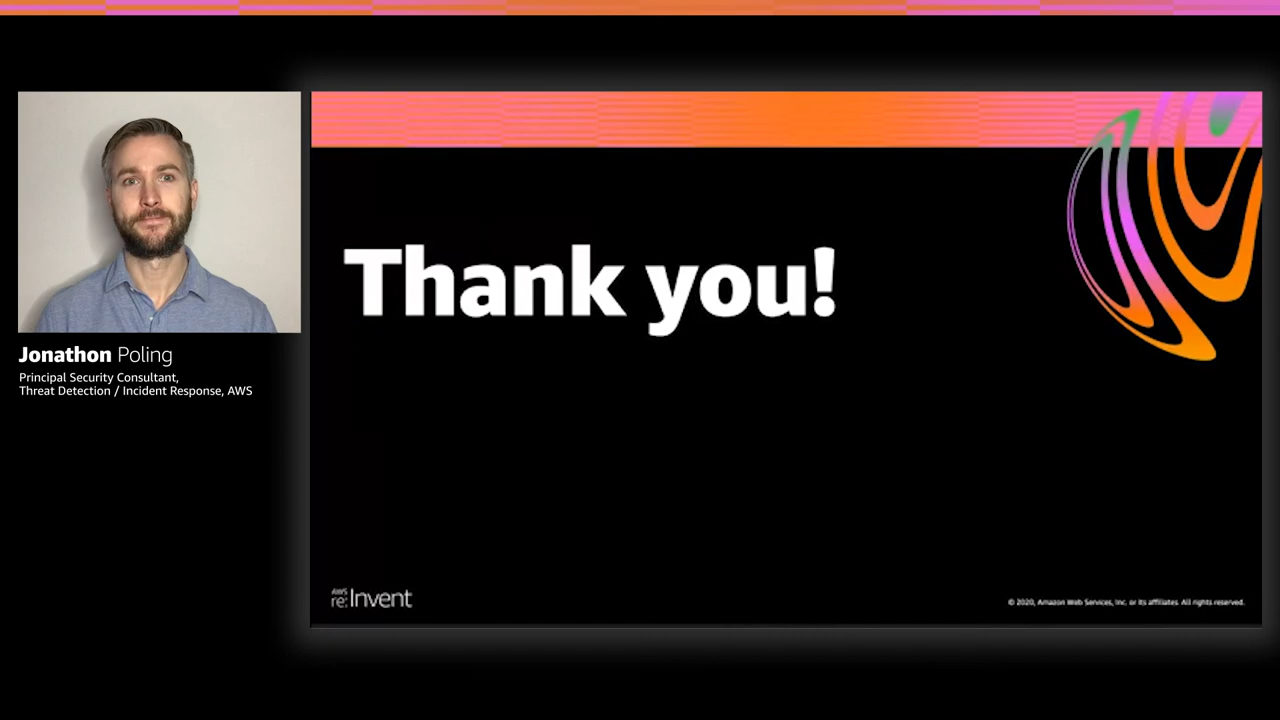 Thank you!
Jonathon Poling
Principal Security Consultant,
Threat Detection / Incident Response, AWS
AWS
re:Invent
© 2020, Amazon Web Services, Inc. or its affiliates. All rights reserved.